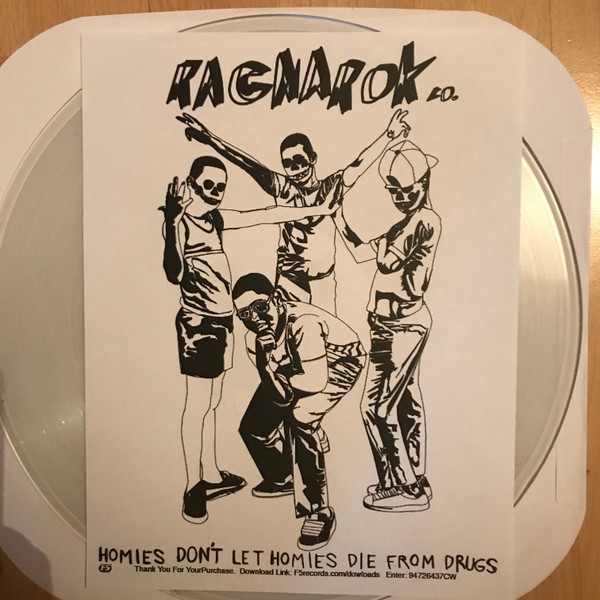 RAGNAROK co.
HOMIES DON'T LET HOMIES DIE FROM DRUGS
F5 Thank You For YourPurchase. Download Link: F5records.com/dowloads Enter: 94726437CW